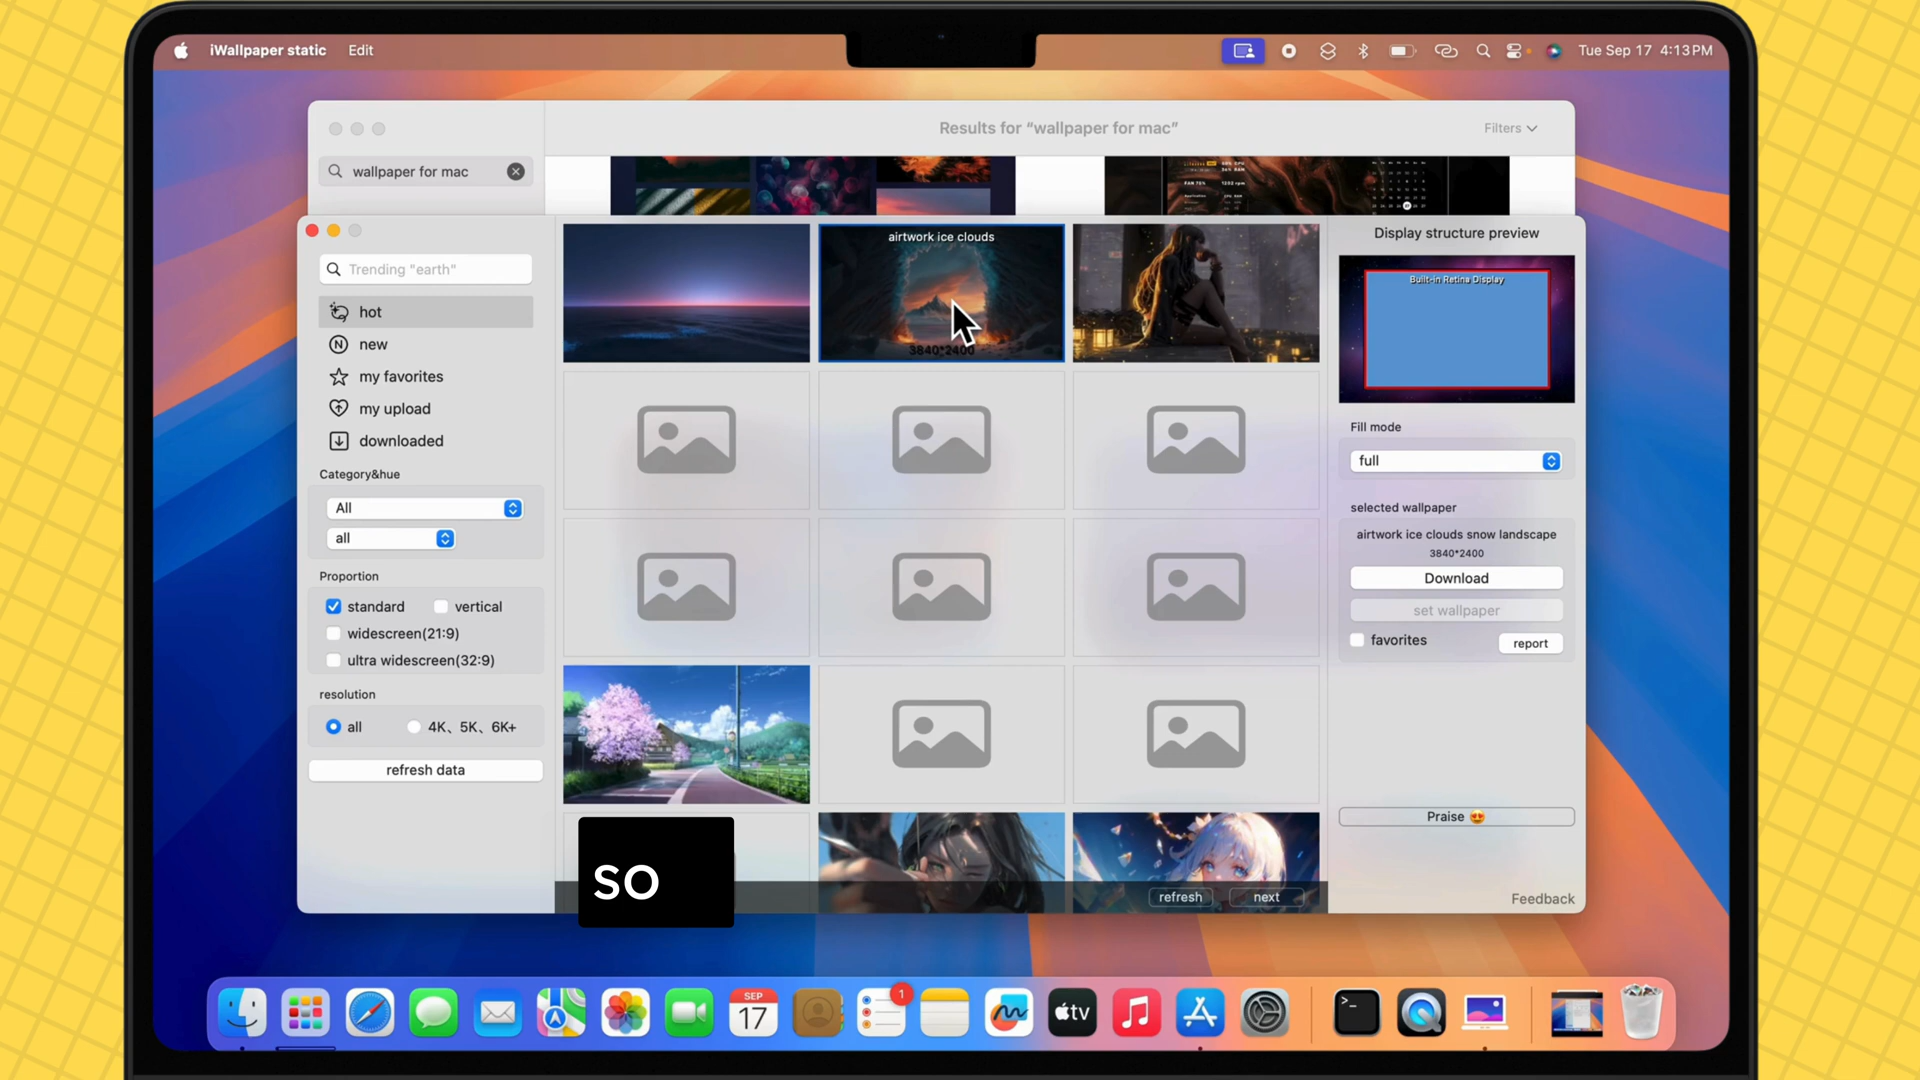 iWallpaper static Edit
Tue Sep 17 4:13 PM
Results for “wallpaper for mac”
Filters
wallpaper for mac
Trending "earth"
hot
new
my favorites
my upload
downloaded
Category&hue
All
all
Proportion
standard vertical
widescreen(21:9)
ultra widescreen(32:9)
resolution
all 4K、5K、6K+
refresh data
airtwork ice clouds
3840*2400
so
refresh next
Display structure preview
Built-in Retina Display
Fill mode
full
selected wallpaper
airtwork ice clouds snow landscape
3840*2400
Download
set wallpaper
favorites report
Praise 😍
Feedback
SEP
17
1
tv